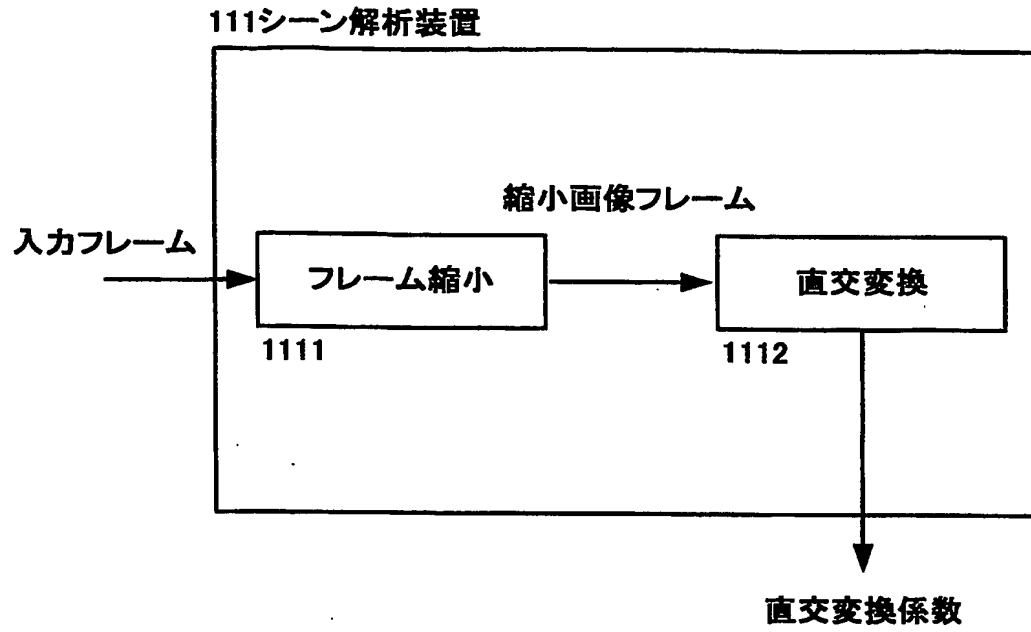 111シーン解析装置
縮小画像フレーム
入力フレーム
フレーム縮小
直交変換
1111
1112
直交変換係数